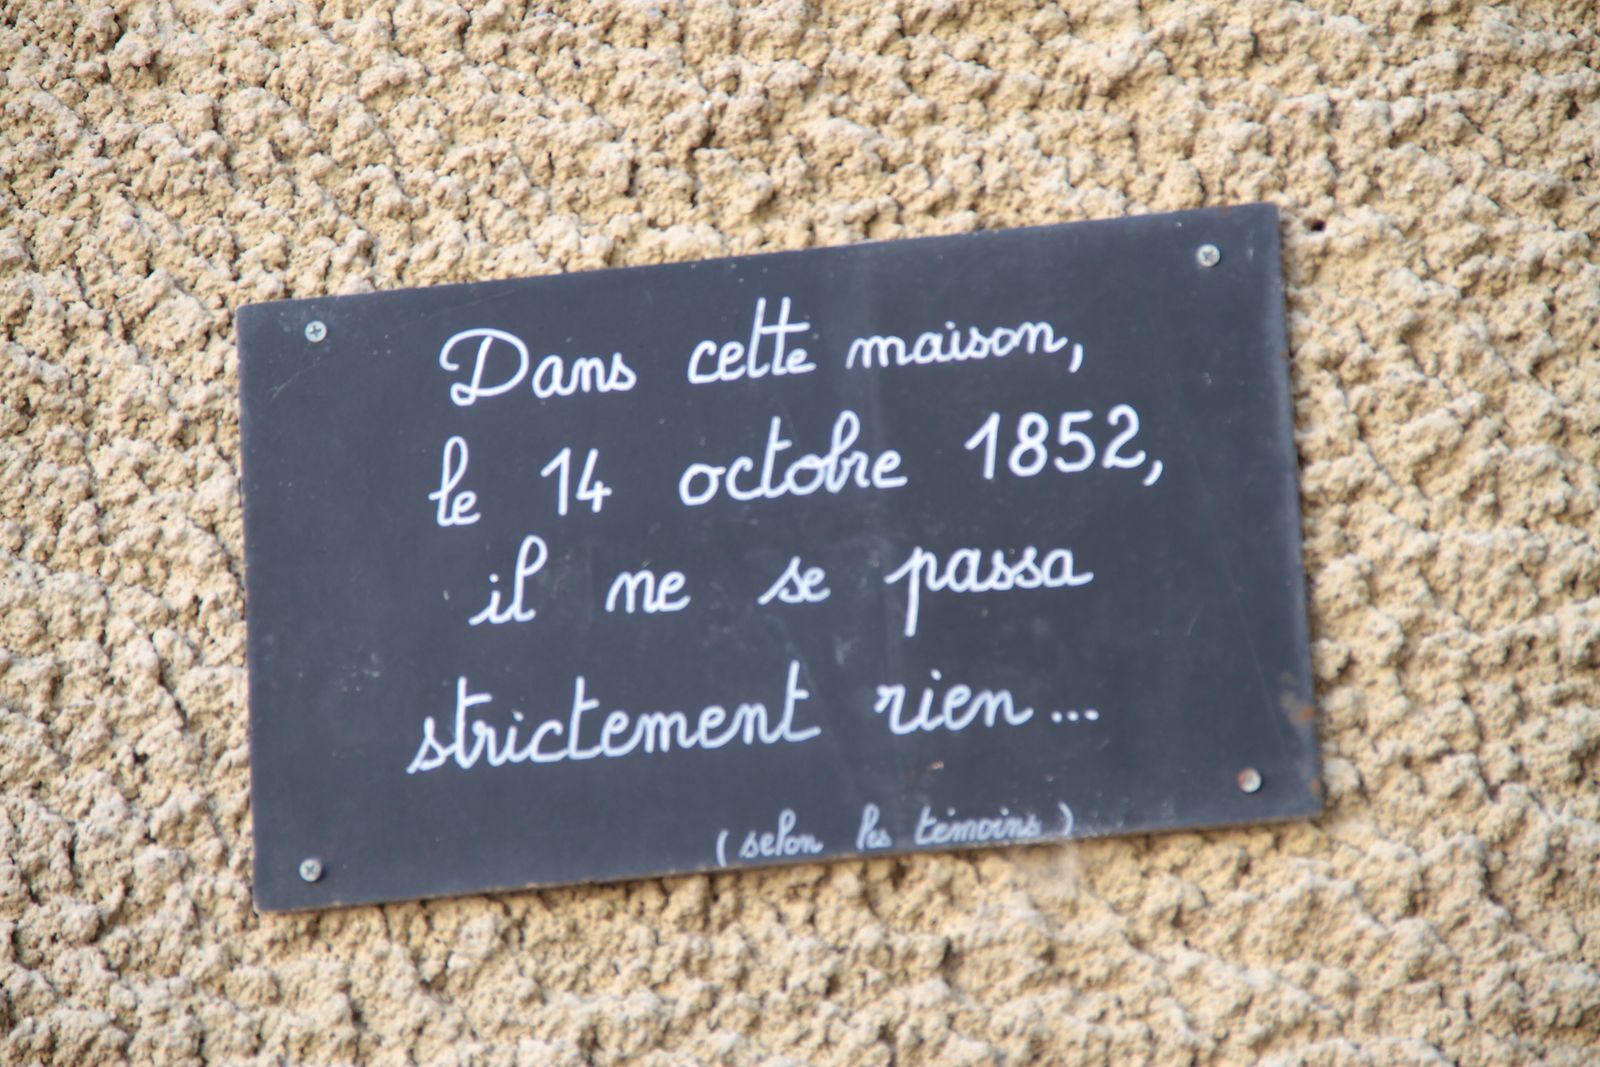 Dans cette maison,
le 14 octobre 1852,
il ne se passa
strictement rien...
(selon les témoins)